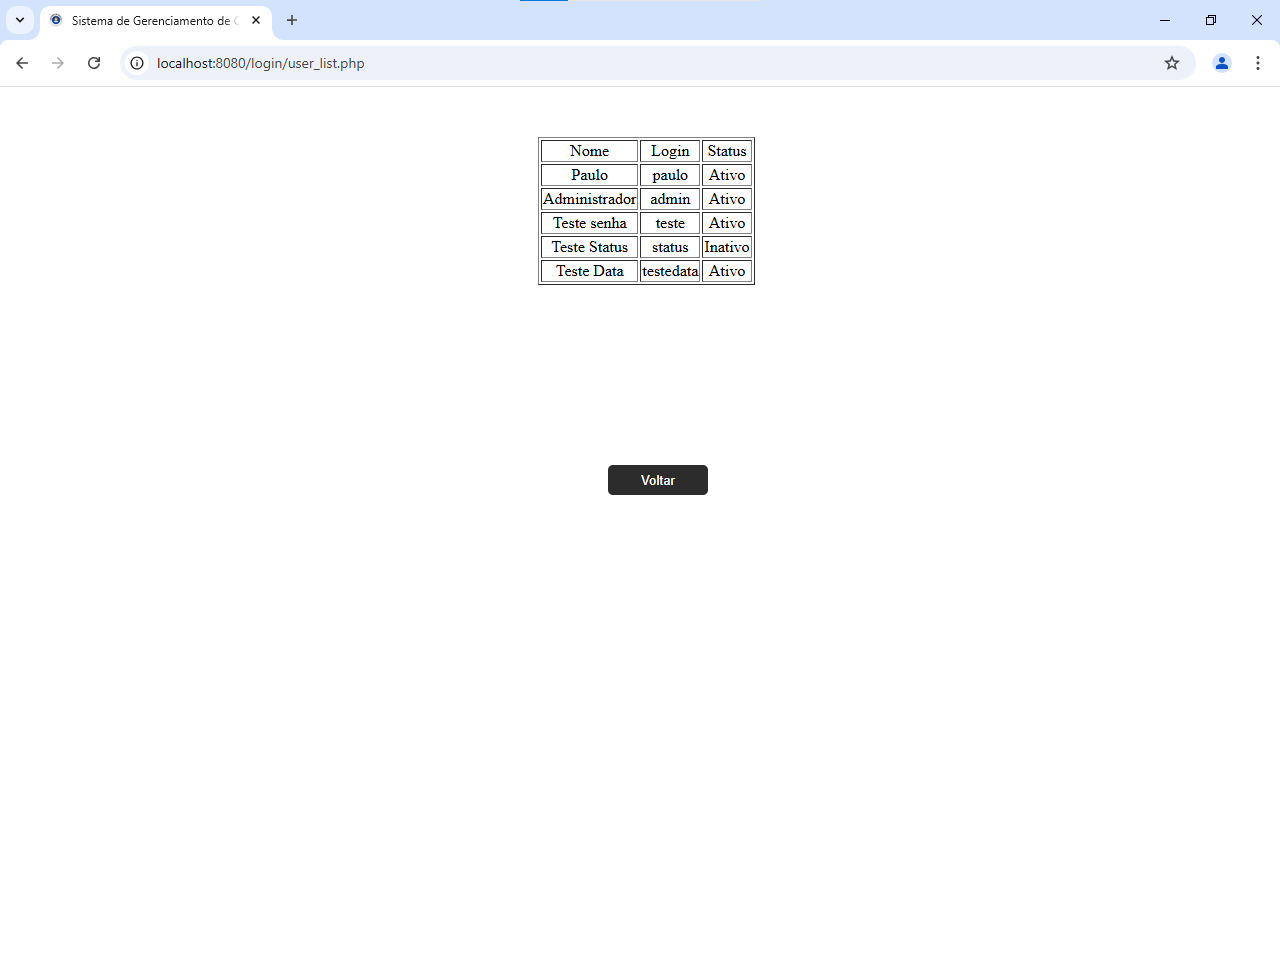 Sistema de Gerenciamento de
localhost:8080/login/user_list.php
Nome Login Status
Paulo paulo Ativo
Administrador admin Ativo
Teste senha teste Ativo
Teste Status status Inativo
Teste Data testedata Ativo
Voltar